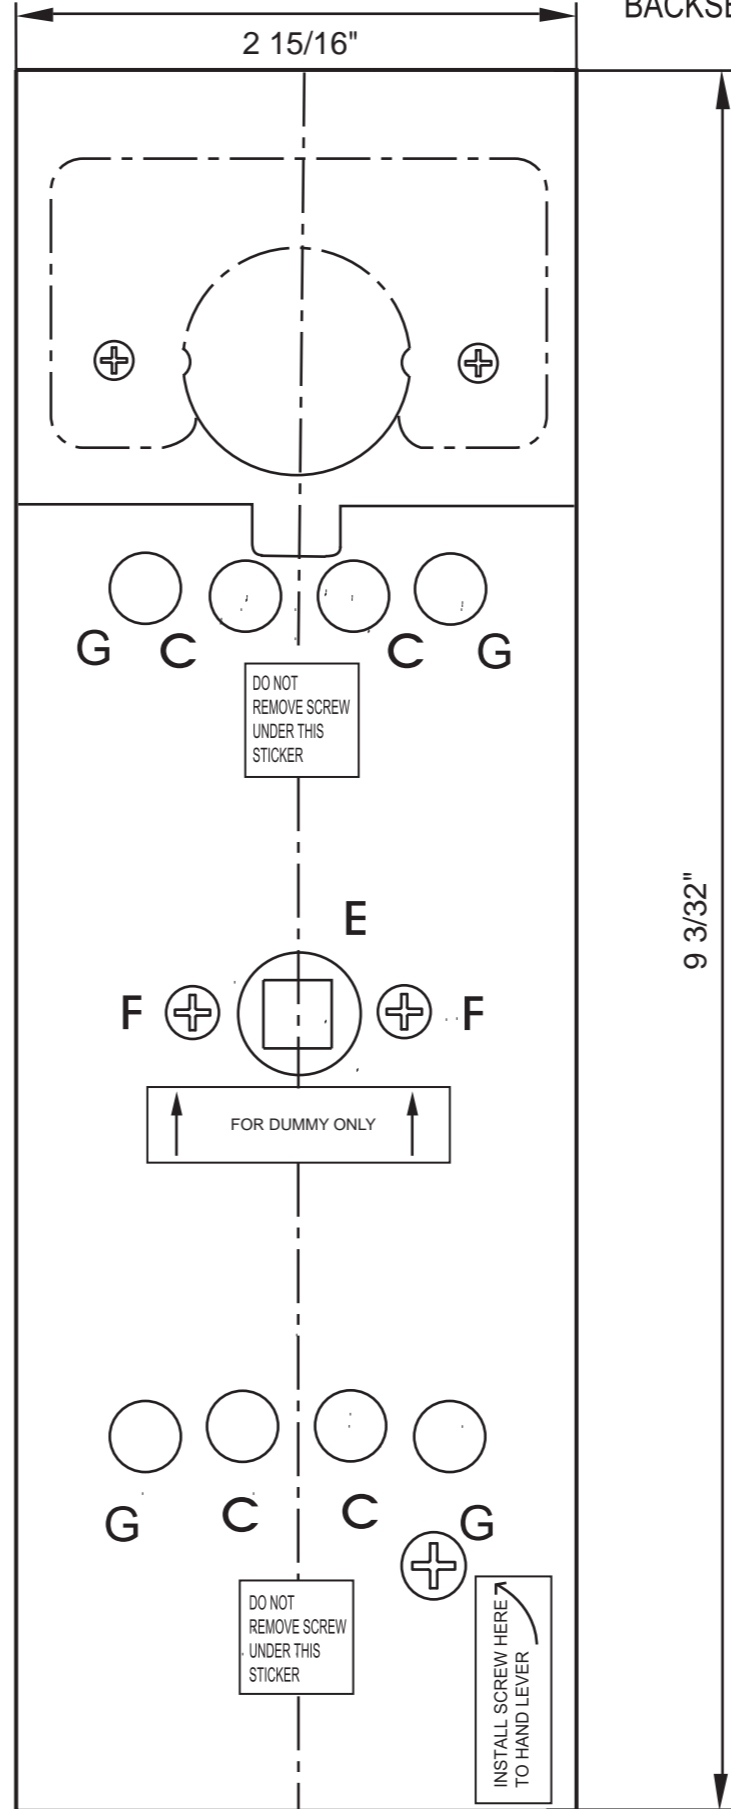 BACKSE
2 15/16"
G C C G
DO NOT
REMOVE SCREW
UNDER THIS
STICKER
E
F F
9 3/32"
FOR DUMMY ONLY
G C C G
DO NOT
REMOVE SCREW
UNDER THIS
STICKER
INSTALL SCREW HERE
TO HAND LEVER